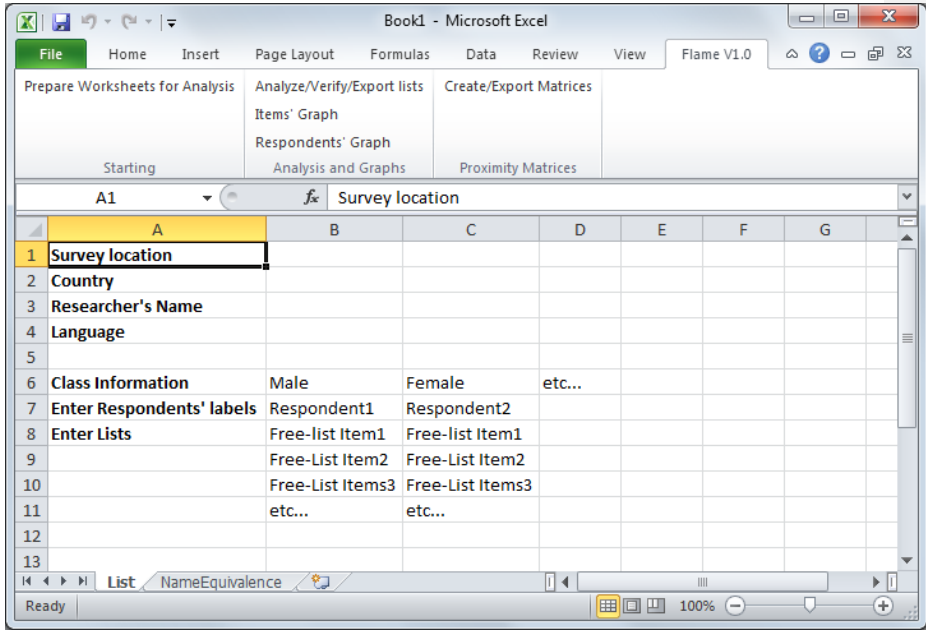 Book1 - Microsoft Excel
File Home Insert Page Layout Formulas Data Review View Flame V1.0
Prepare Worksheets for Analysis Analyze/Verify/Export lists Create/Export Matrices
Items' Graph
Respondents' Graph
Starting Analysis and Graphs Proximity Matrices
A1 fx Survey location
A B C D E F G
1 Survey location
2 Country
3 Researcher's Name
4 Language
5
6 Class Information Male Female etc...
7 Enter Respondents' labels Respondent1 Respondent2
8 Enter Lists Free-list Item1 Free-list Item1
9 Free-List Item2 Free-List Item2
10 Free-List Items3 Free-List Items3
11 etc... etc...
12
13
List NameEquivalence
Ready 100%